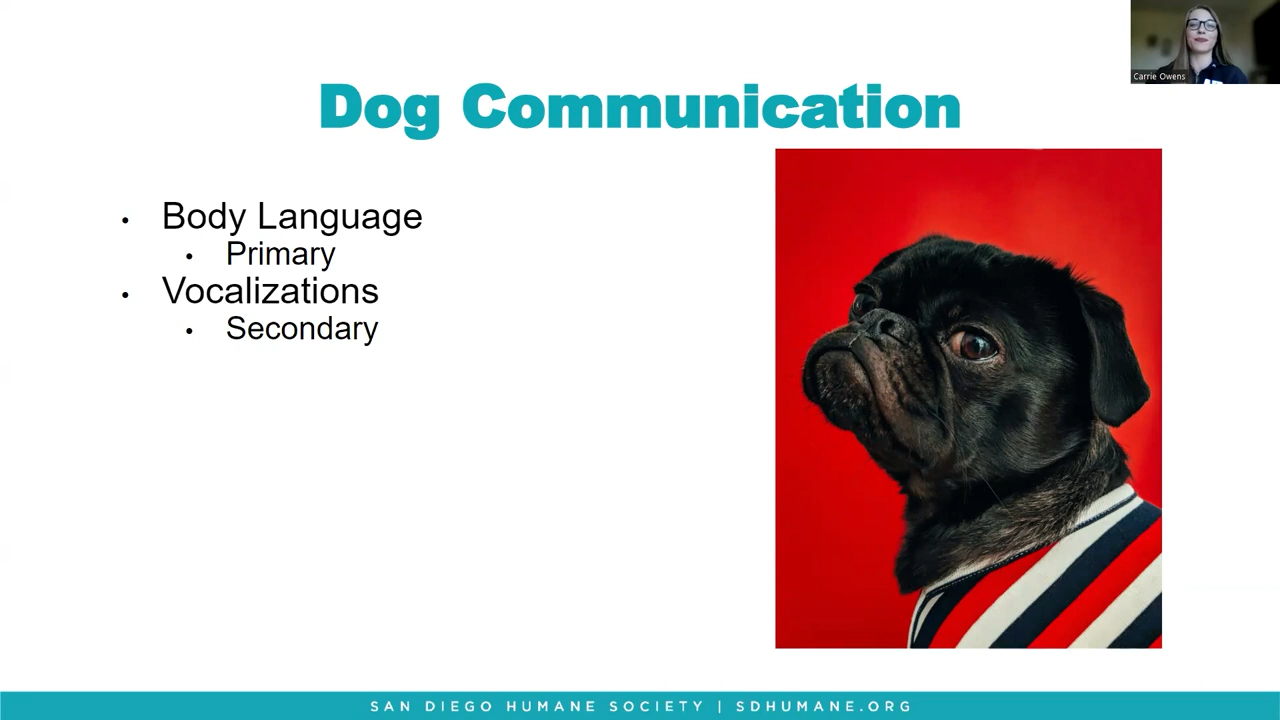 Carrie Owens
Dog Communication
• Body Language
• Primary
• Vocalizations
• Secondary
SAN DIEGO HUMANE SOCIETY | SDHUMANE.ORG